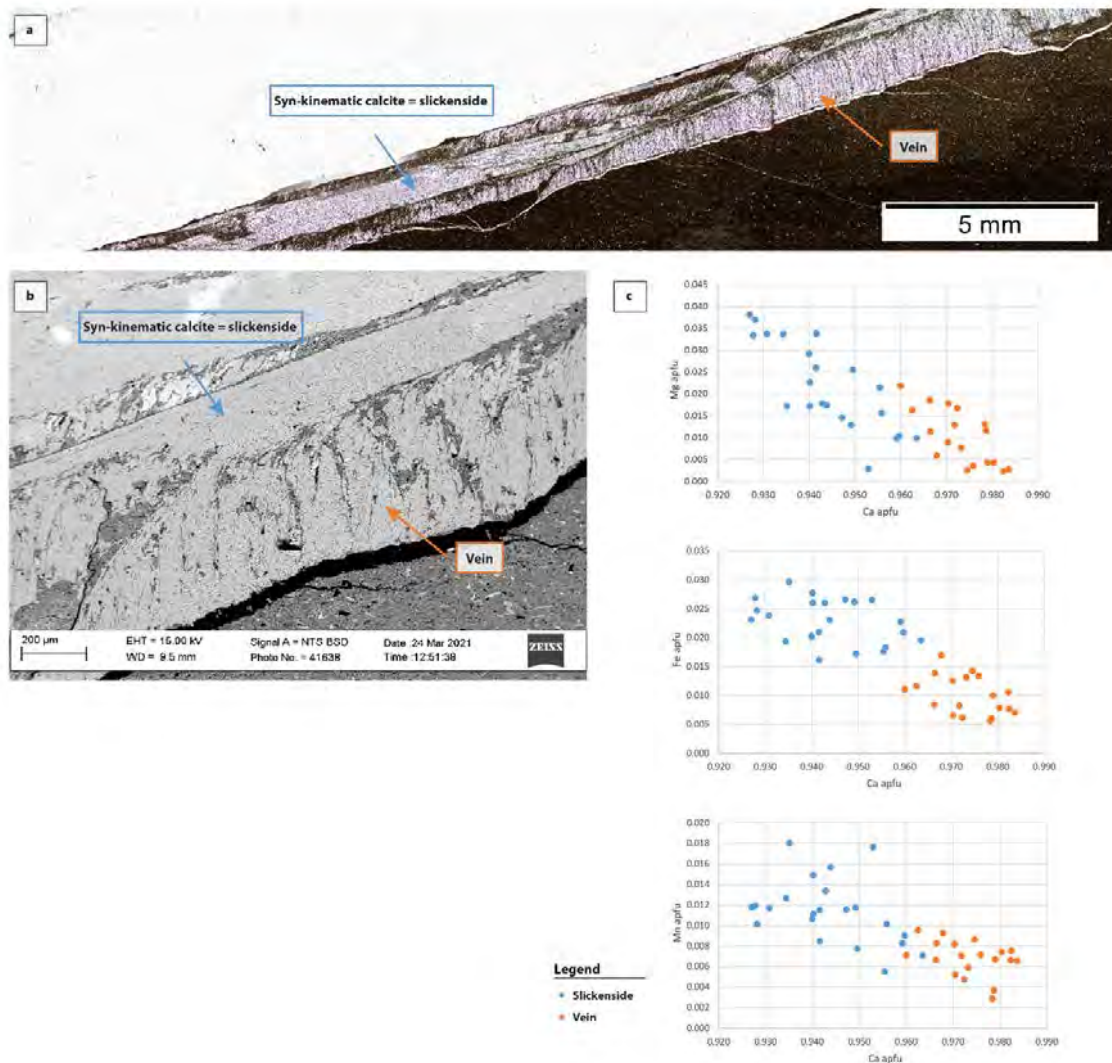 a
Syn-kinematic calcite = slickenside
Vein
5 mm
b
Syn-kinematic calcite = slickenside
Vein
200 µm
EHT = 15.00 kV
WD = 9.5 mm
Signal A = NTS BSD
Photo No. = 41638
Date :24 Mar 2021
Time :12:51:38
ZEISS
c
0.045
0.040
0.035
0.030
0.025
0.020
0.015
0.010
0.005
0.000
Mg apfu
0.920 0.930 0.940 0.950 0.960 0.970 0.980 0.990
Ca apfu
0.035
0.030
0.025
0.020
0.015
0.010
0.005
0.000
Fe apfu
0.920 0.930 0.940 0.950 0.960 0.970 0.980 0.990
Ca apfu
0.020
0.018
0.016
0.014
0.012
0.010
0.008
0.006
0.004
0.002
0.000
Mn apfu
0.920 0.930 0.940 0.950 0.960 0.970 0.980 0.990
Ca apfu
Legend
Slickenside
Vein